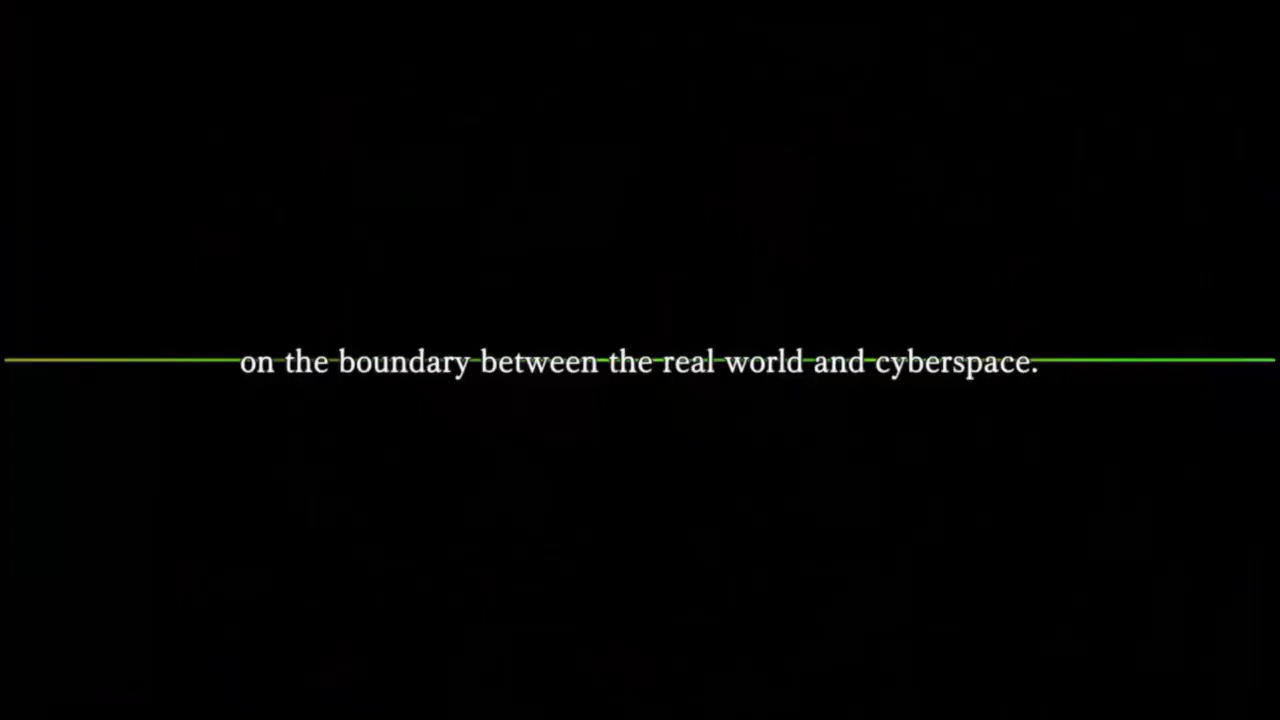 on the boundary between the real world and cyberspace.